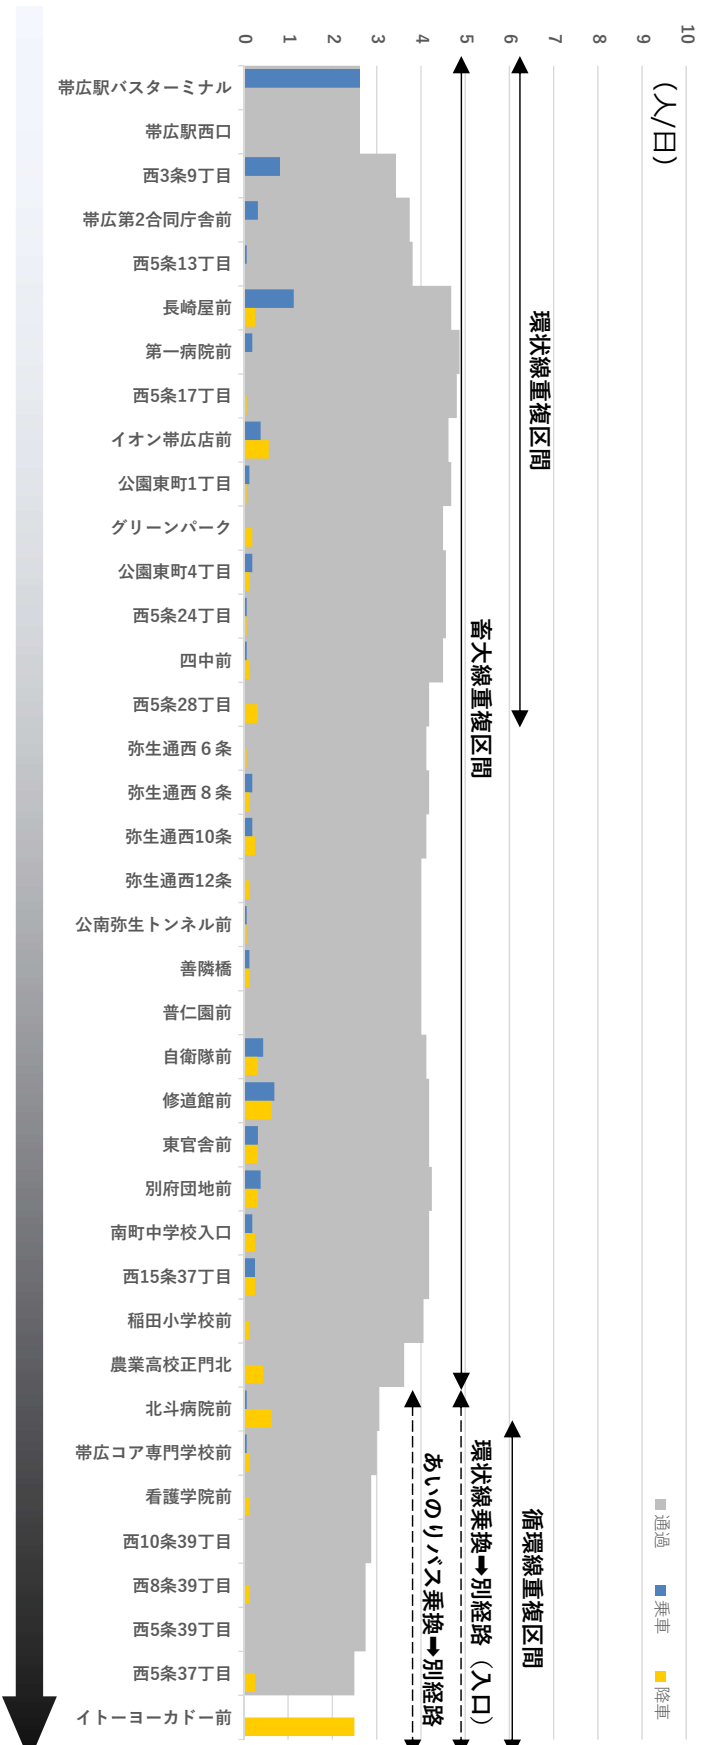 10
9
8
7
6
5
4
3
2
1
0
(人/日)
通過
乗車
降車
環状線重複区間
畜大線重複区間
循環線重複区間
環状線乗換➡別経路（入口）
あいのりバス乗換➡別経路
帯広駅バスターミナル
帯広駅西口
西3条9丁目
帯広第2合同庁舎前
西5条13丁目
長崎屋前
第一病院前
西5条17丁目
イオン帯広店前
公園東町1丁目
グリーンパーク
公園東町4丁目
西5条24丁目
四中前
西5条28丁目
弥生通西６条
弥生通西８条
弥生通西10条
弥生通西12条
公南弥生トンネル前
善隣橋
普仁園前
自衛隊前
修道館前
東官舎前
別府団地前
南町中学校入口
西15条37丁目
稲田小学校前
農業高校正門北
北斗病院前
帯広コア専門学校前
看護学院前
西10条39丁目
西8条39丁目
西5条39丁目
西5条37丁目
イトーヨーカドー前